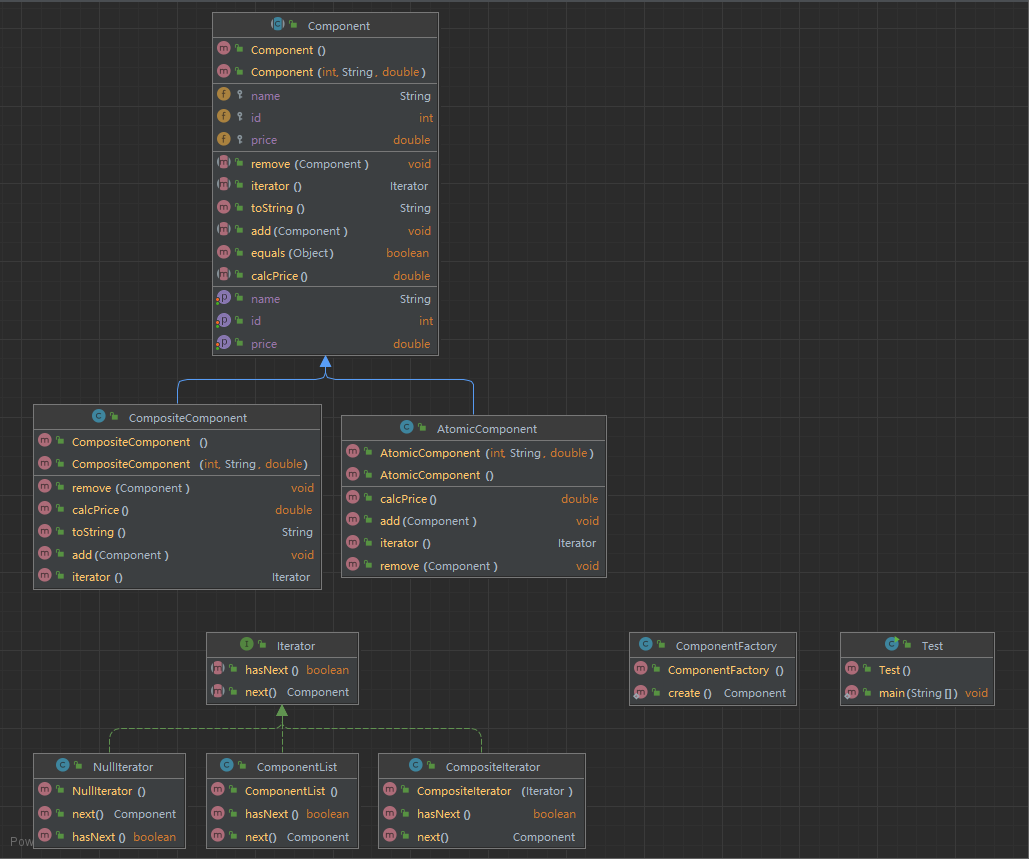 Component
Component ()
Component (int, String, double)
name String
id int
price double
remove (Component) void
iterator () Iterator
toString () String
add (Component) void
equals (Object) boolean
calcPrice () double
name String
id int
price double
CompositeComponent
CompositeComponent ()
CompositeComponent (int, String, double)
remove (Component) void
calcPrice () double
toString () String
add (Component) void
iterator () Iterator
AtomicComponent
AtomicComponent (int, String, double)
AtomicComponent ()
calcPrice () double
add (Component) void
iterator () Iterator
remove (Component) void
Iterator
hasNext () boolean
next() Component
ComponentFactory
ComponentFactory ()
create () Component
Test
Test ()
main (String []) void
NullIterator
NullIterator ()
next() Component
hasNext () boolean
ComponentList
ComponentList ()
hasNext () boolean
next() Component
CompositeIterator
CompositeIterator (Iterator)
hasNext () boolean
next() Component
Pow